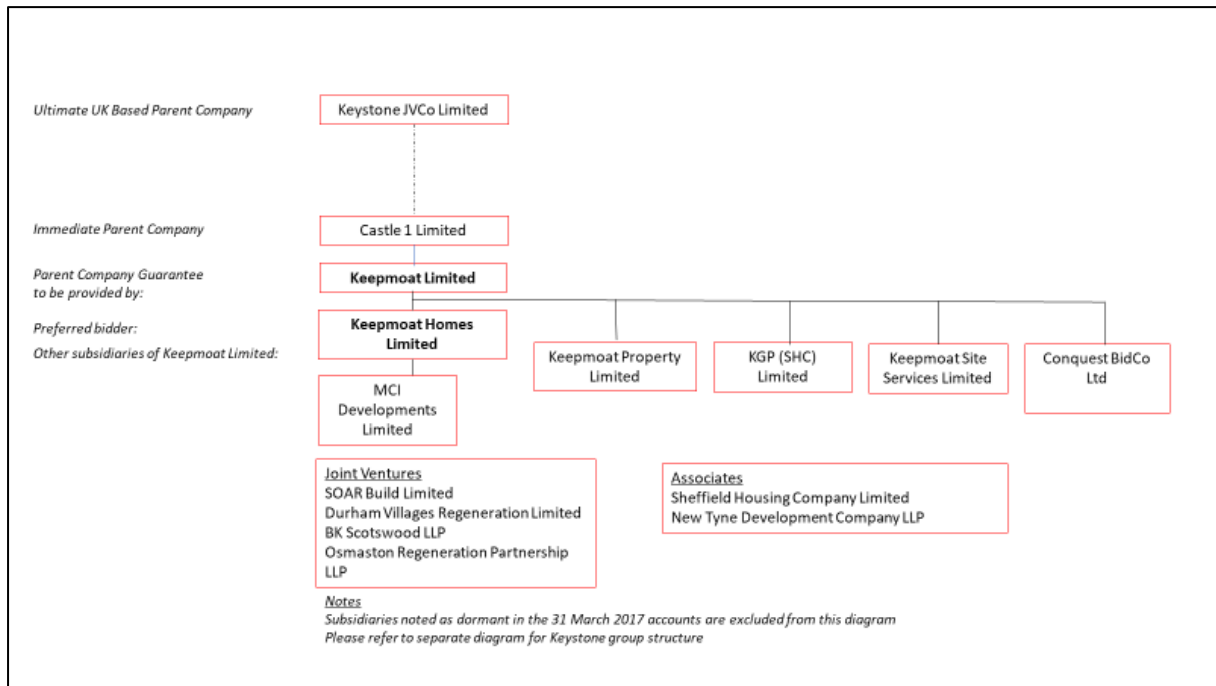 Ultimate UK Based Parent Company
Keystone JVCo Limited
Immediate Parent Company
Castle 1 Limited
Parent Company Guarantee
to be provided by:
Keepmoat Limited
Preferred bidder:
Keepmoat Homes
Limited
Other subsidiaries of Keepmoat Limited:
Keepmoat Property
Limited
KGP (SHC)
Limited
Keepmoat Site
Services Limited
Conquest BidCo
Ltd
MCI
Developments
Limited
Joint Ventures
SOAR Build Limited
Durham Villages Regeneration Limited
BK Scotswood LLP
Osmaston Regeneration Partnership
LLP
Associates
Sheffield Housing Company Limited
New Tyne Development Company LLP
Notes
Subsidiaries noted as dormant in the 31 March 2017 accounts are excluded from this diagram
Please refer to separate diagram for Keystone group structure